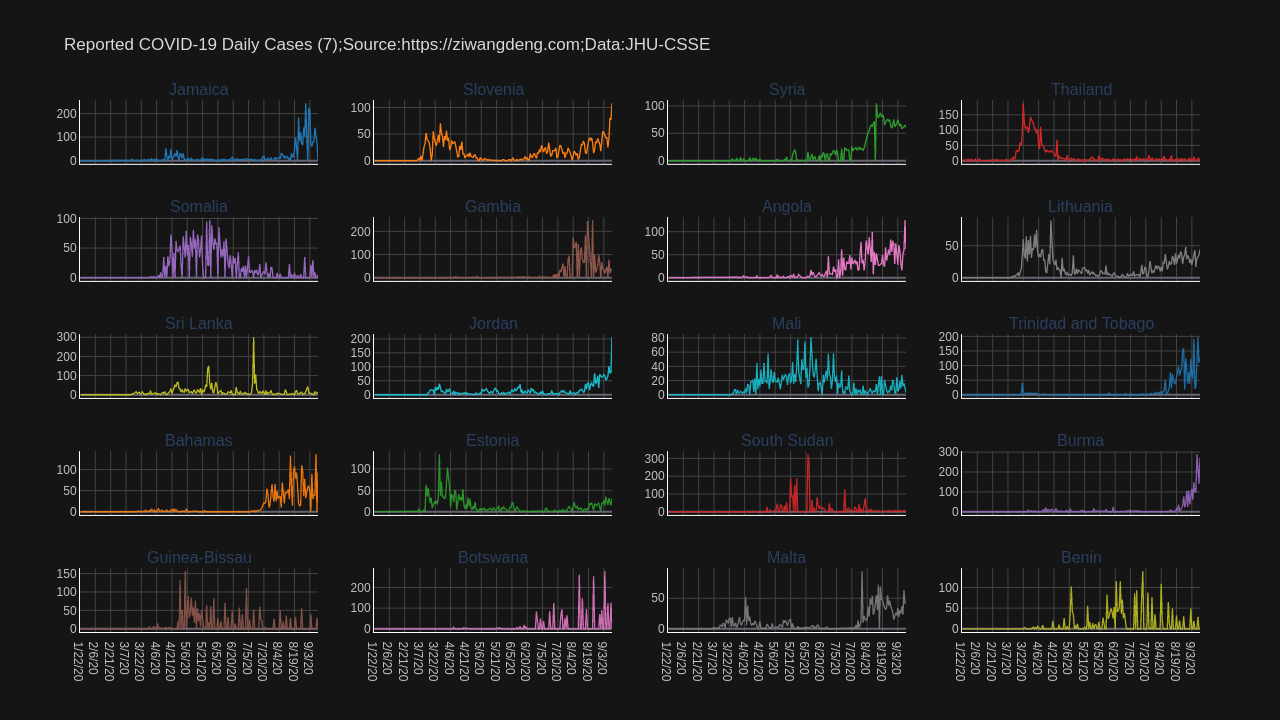 Reported COVID-19 Daily Cases (7);Source:https://ziwangdeng.com;Data:JHU-CSSE
Jamaica Slovenia Syria Thailand
200 100 0
100 50 0
100 50 0
150 100 50 0
Somalia Gambia Angola Lithuania
100 50 0
200 100 0
100 50 0
50 0
Sri Lanka Jordan Mali Trinidad and Tobago
300 200 100 0
200 150 100 50 0
80 60 40 20 0
200 150 100 50 0
Bahamas Estonia South Sudan Burma
100 50 0
100 50 0
300 200 100 0
300 200 100 0
Guinea-Bissau Botswana Malta Benin
150 100 50 0
200 100 0
50 0
100 50 0
1/22/20 2/6/20 2/21/20 3/7/20 3/22/20 4/6/20 4/21/20 5/6/20 5/21/20 6/5/20 6/20/20 7/5/20 7/20/20 8/4/20 8/19/20 9/3/20
1/22/20 2/6/20 2/21/20 3/7/20 3/22/20 4/6/20 4/21/20 5/6/20 5/21/20 6/5/20 6/20/20 7/5/20 7/20/20 8/4/20 8/19/20 9/3/20
1/22/20 2/6/20 2/21/20 3/7/20 3/22/20 4/6/20 4/21/20 5/6/20 5/21/20 6/5/20 6/20/20 7/5/20 7/20/20 8/4/20 8/19/20 9/3/20
1/22/20 2/6/20 2/21/20 3/7/20 3/22/20 4/6/20 4/21/20 5/6/20 5/21/20 6/5/20 6/20/20 7/5/20 7/20/20 8/4/20 8/19/20 9/3/20